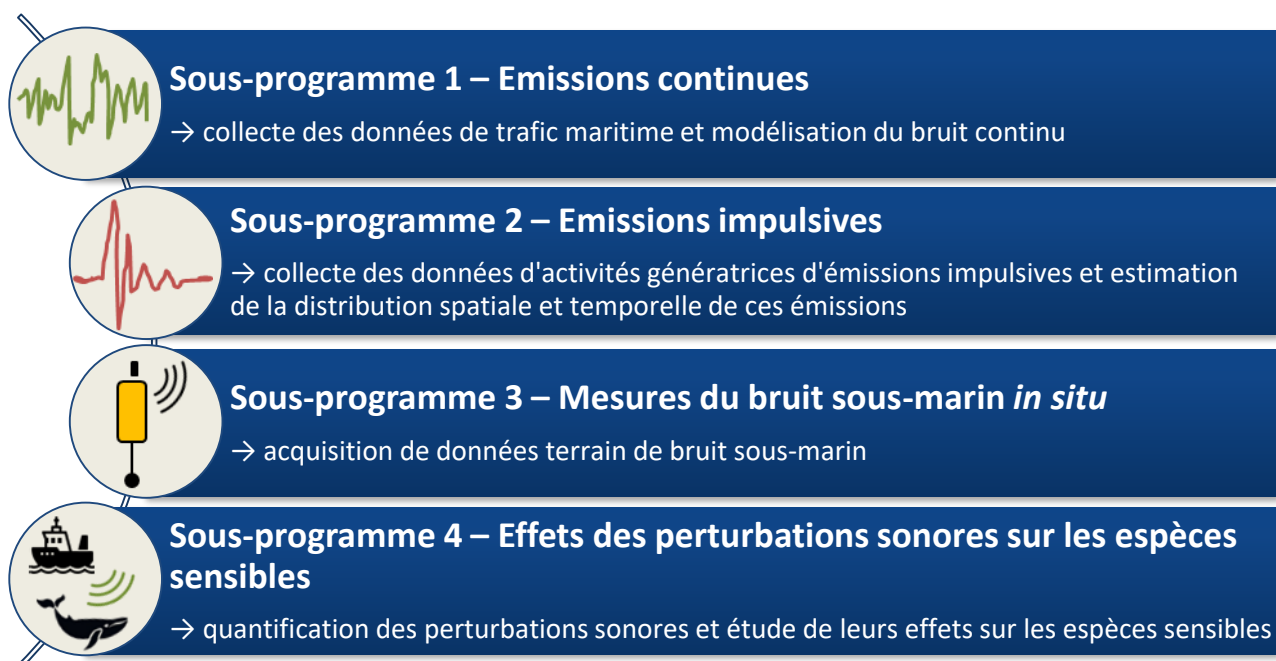 Sous-programme 1 – Emissions continues
→ collecte des données de trafic maritime et modélisation du bruit continu
Sous-programme 2 – Emissions impulsives
→ collecte des données d'activités génératrices d'émissions impulsives et estimation
de la distribution spatiale et temporelle de ces émissions
Sous-programme 3 – Mesures du bruit sous-marin in situ
→ acquisition de données terrain de bruit sous-marin
Sous-programme 4 – Effets des perturbations sonores sur les espèces
sensibles
→ quantification des perturbations sonores et étude de leurs effets sur les espèces sensibles